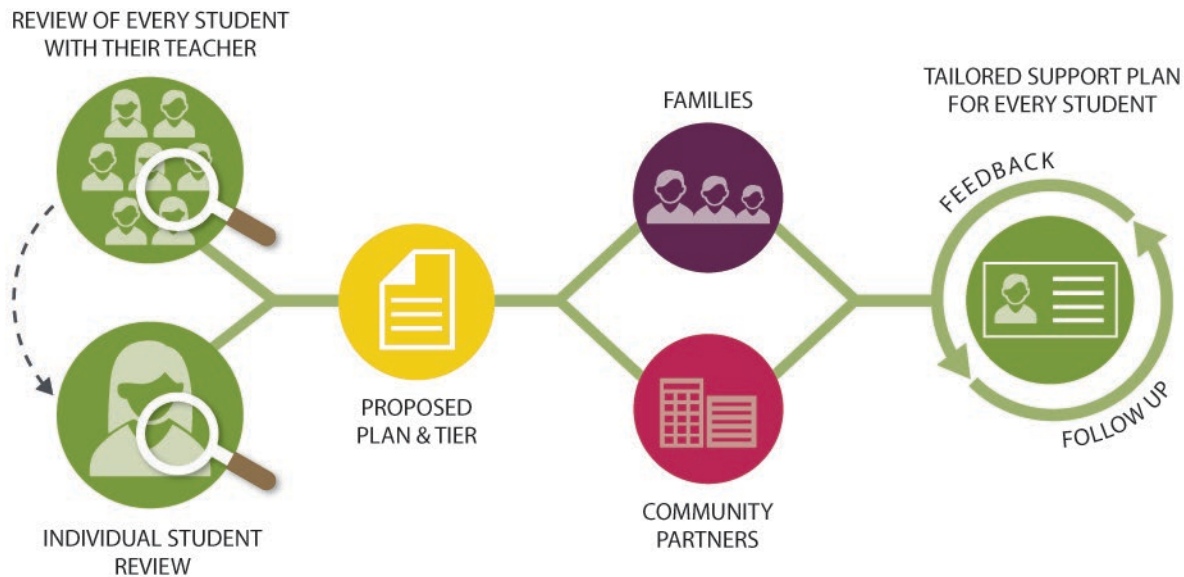 REVIEW OF EVERY STUDENT
WITH THEIR TEACHER
INDIVIDUAL STUDENT
REVIEW
PROPOSED
PLAN & TIER
FAMILIES
COMMUNITY
PARTNERS
TAILORED SUPPORT PLAN
FOR EVERY STUDENT
FEEDBACK
FOLLOW UP